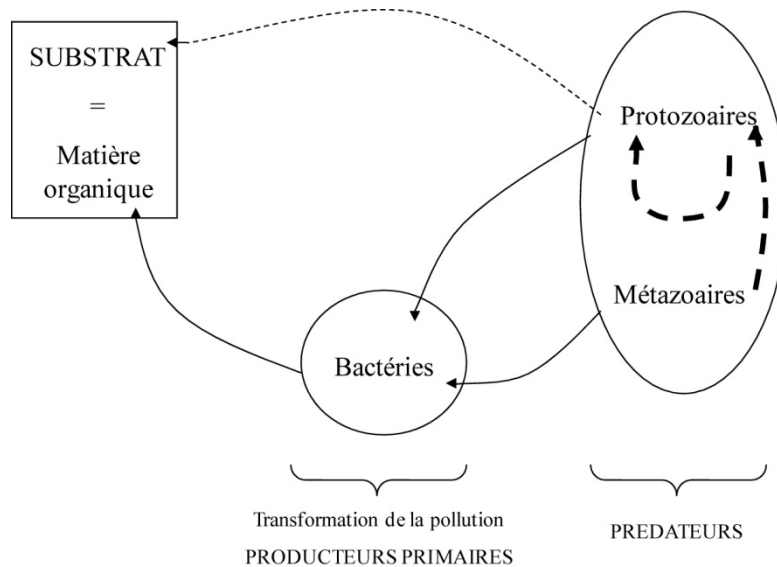 SUBSTRAT
=
Matière
organique
Protozoaires
Métazoaires
Bactéries
Transformation de la pollution
PRODUCTEURS PRIMAIRES
PREDATEURS